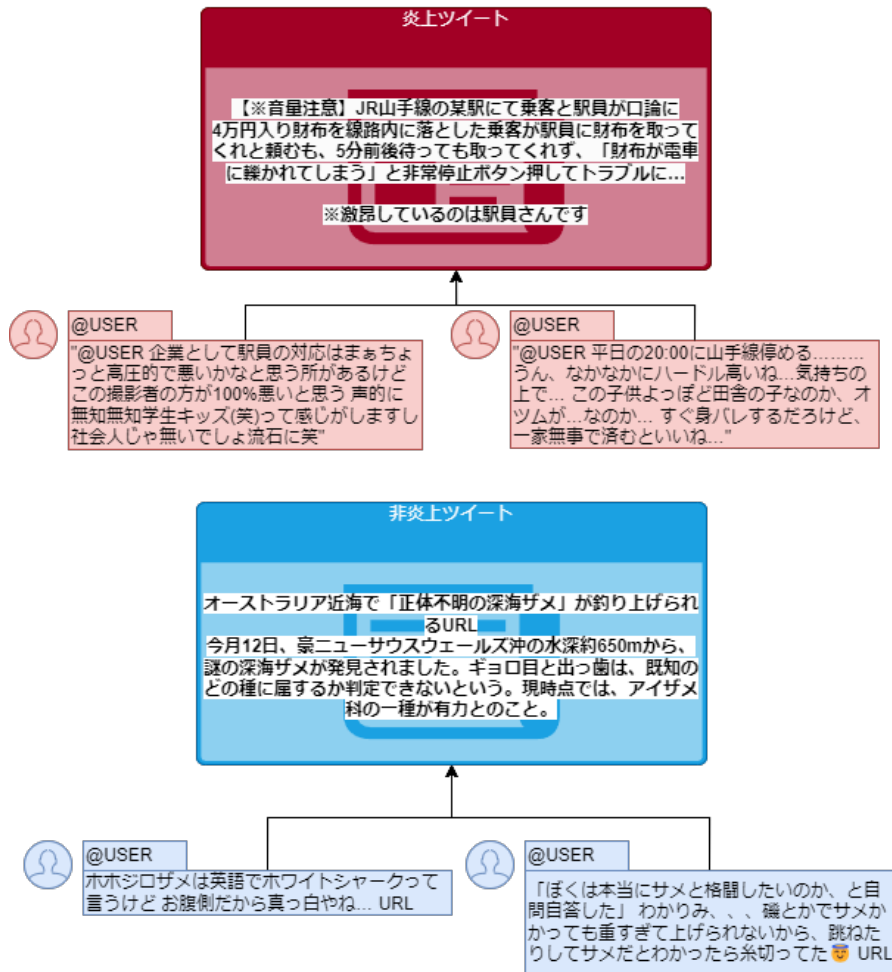 炎上ツイート
【※音量注意】JR山手線の某駅にて乗客と駅員が口論に
4万円入り財布を線路内に落とした乗客が駅員に財布を取って
くれと頼むも、5分前後待っても取ってくれず、「財布が電車
に轢かれてしまう」と非常停止ボタン押してトラブルに…
※激昂しているのは駅員さんです
@USER
"@USER 企業として駅員の対応はまぁちょ
っと高圧的で悪いかなと思う所があるけど
この撮影者の方が100%悪いと思う 声的に
無知無知学生キッズ(笑)って感じがしますし
社会人じゃ無いでしょ流石に笑"
@USER
"@USER 平日の20:00に山手線停める………
うん、なかなかにハードル高いね…気持ちの
上で… この子供よっぽど田舎の子なのか、オ
ツムが…なのか… すぐ身バレするだろけど、
一家無事で済むといいね…"
非炎上ツイート
オーストラリア近海で「正体不明の深海ザメ」が釣り上げられ
るURL
今月12日、豪ニューサウスウェールズ沖の水深約650mから、
謎の深海ザメが発見されました。ギョロ目と出っ歯は、既知の
どの種に属するか判定できないという。現時点では、アイザメ
科の一種が有力とのこと。
@USER
ホホジロザメは英語でホワイトシャークって
言うけど お腹側だから真っ白やね… URL
@USER
「ぼくは本当にサメと格闘したいのか、と自
問自答した」 わかりみ、、、磯とかでサメか
かっても重すぎて上げられないから、跳ねた
りしてサメだとわかったら糸切ってた😇 URL